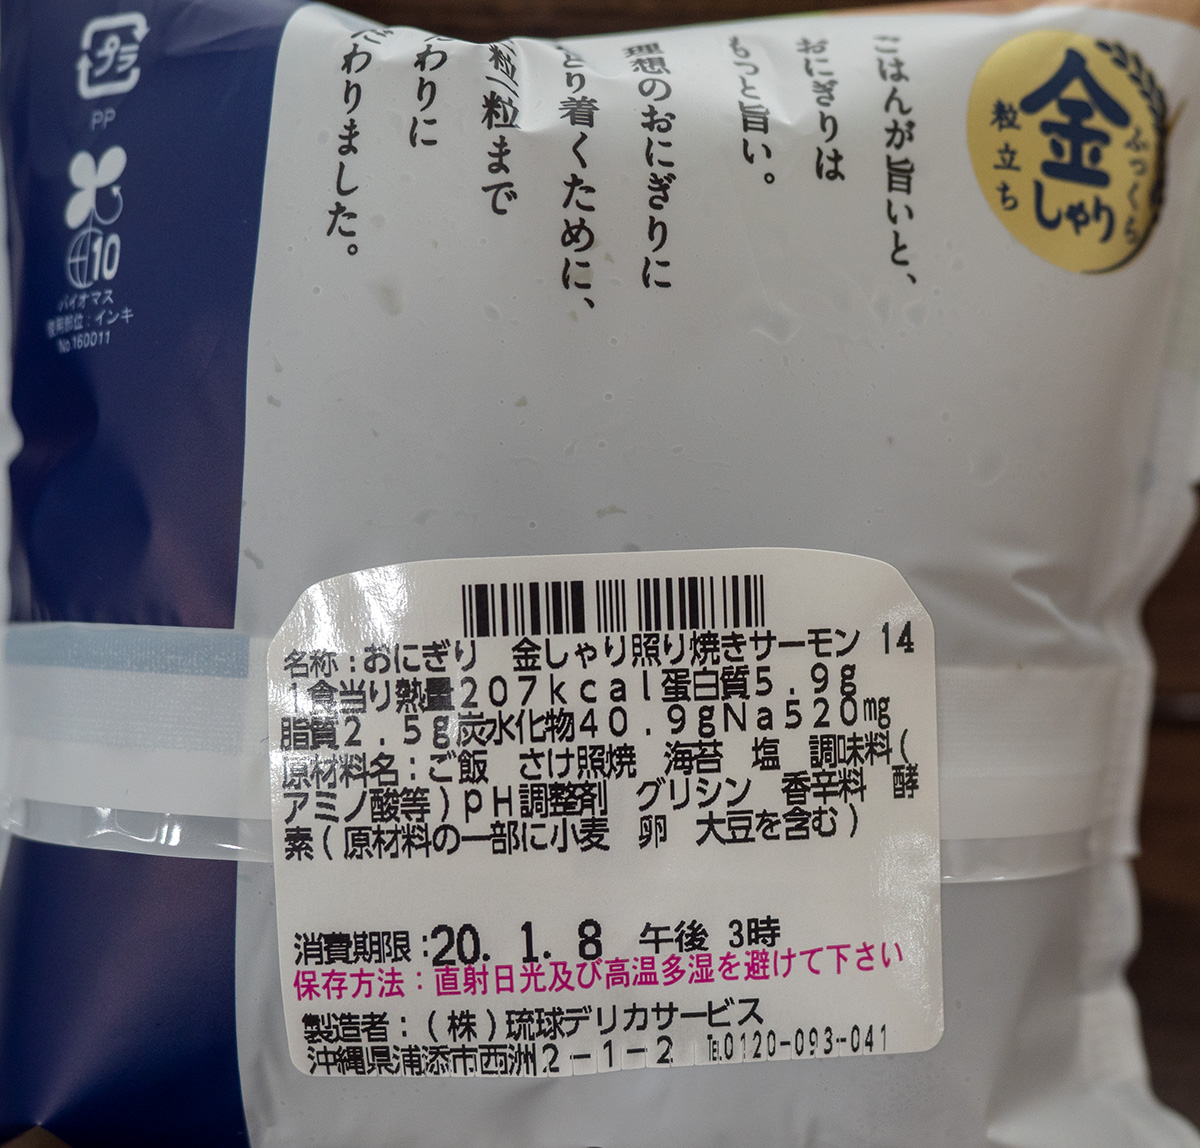 プラ
PP
10
バイオマス
使用部位：インキ
No.160011
金しゃり
ふっくら
粒立ち
ごはんが旨いと、
おにぎりは
もっと旨い。
理想のおにぎりに
たどり着くために、
米粒一粒まで
わりに
わりました。
名称：おにぎり　金しゃり照り焼きサーモン 14
1食当り熱量207kcal蛋白質5.9g
脂質2.5g炭水化物40.9gNa520mg
原材料名：ご飯　さけ照焼　海苔　塩　調味料(
アミノ酸等)pH調整剤　グリシン　香辛料　酵
素(原材料の一部に小麦　卵　大豆を含む)
消費期限：20. 1. 8 午後 3時
保存方法：直射日光及び高温多湿を避けて下さい
製造者：(株)琉球デリカサービス
沖縄県浦添市西洲2-1-2 ℡0120-093-041